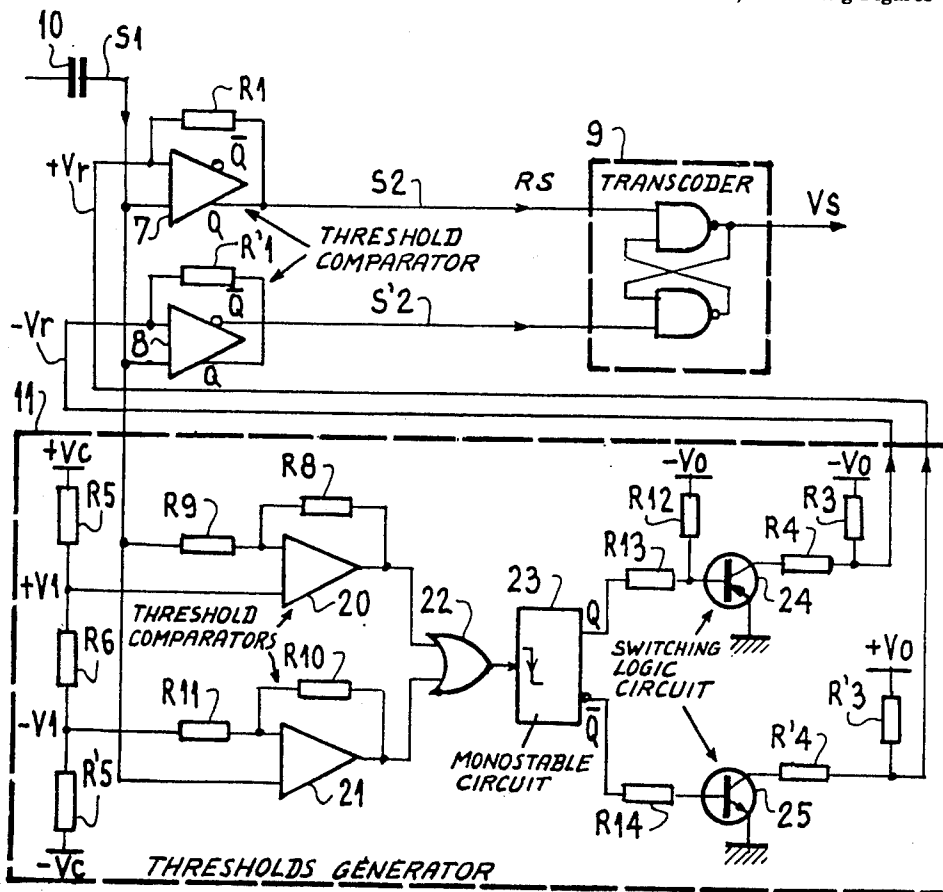 10
S1
R1
Q̅
+Vr
7
Q
S2
RS
9
TRANSCODER
VS
R'1
THRESHOLD
COMPARATOR
Q̅
S'2
-Vr
8
Q
11
+Vc
R5
R9
R8
-V0
R12
-V0
R3
R4
R13
+V1
20
22
23
Q
24
THRESHOLD
COMPARATORS
R6
R10
SWITCHING
LOGIC
CIRCUIT
+V0
R'3
-V1
R11
Q̅
R'4
MONOSTABLE
CIRCUIT
R'5
21
R14
25
-Vc
THRESHOLDS GÉNERATOR